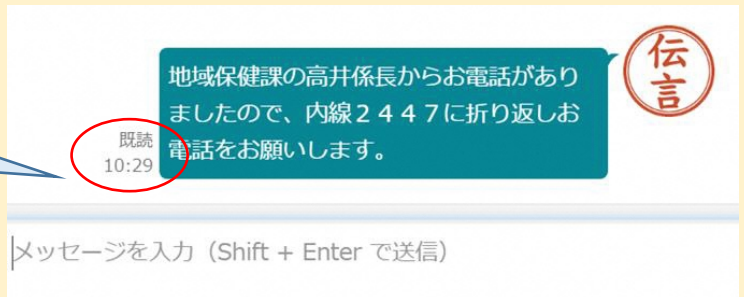 地域保健課の高井係長からお電話があり
ましたので、内線２４４７に折り返しお
電話をお願いします。
伝言
既読
10:29
メッセージを入力（Shift + Enter で送信）